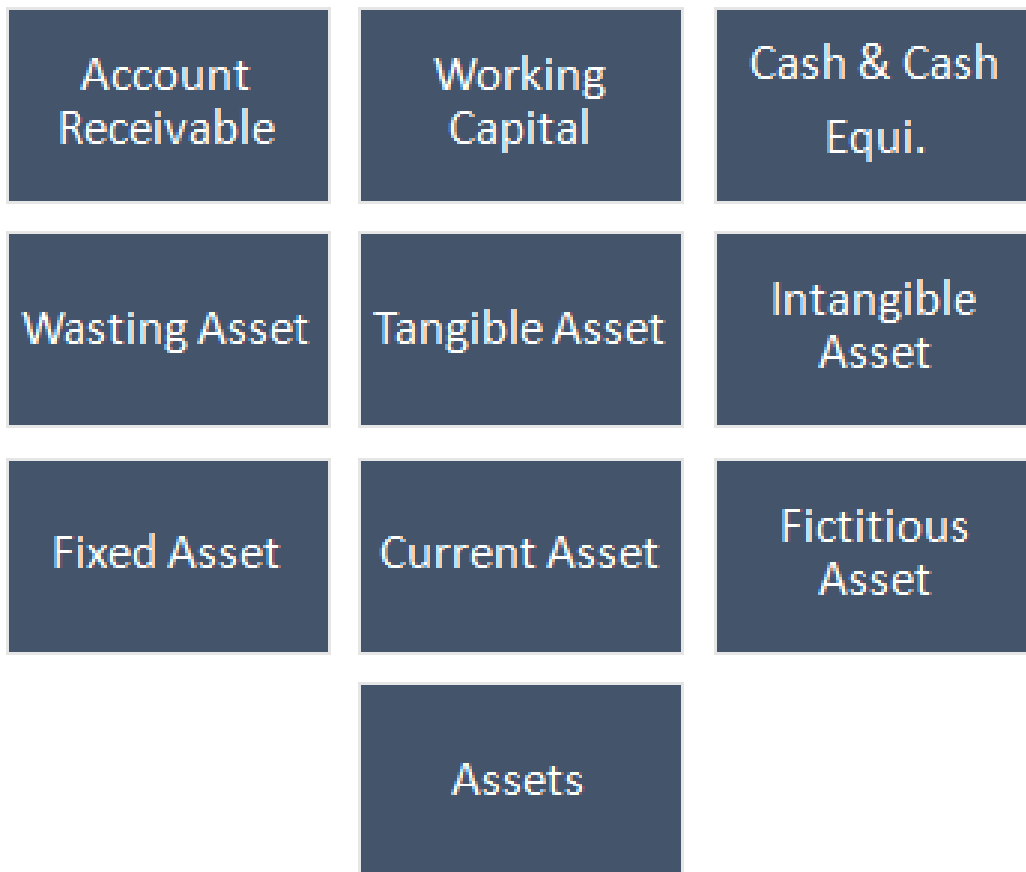 Account
Receivable
Working
Capital
Cash & Cash
Equi.
Wasting Asset
Tangible Asset
Intangible
Asset
Fixed Asset
Current Asset
Fictitious
Asset
Assets